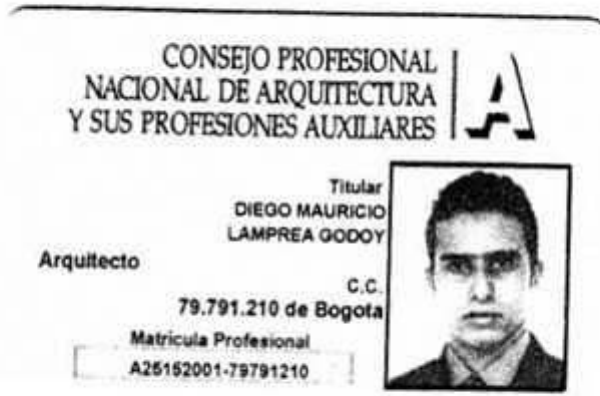 CONSEJO PROFESIONAL
NACIONAL DE ARQUITECTURA
Y SUS PROFESIONES AUXILIARES
A
Titular
DIEGO MAURICIO
LAMPREA GODOY
Arquitecto
C.C.
79.791.210 de Bogota
Matricula Profesional
A25152001-79791210